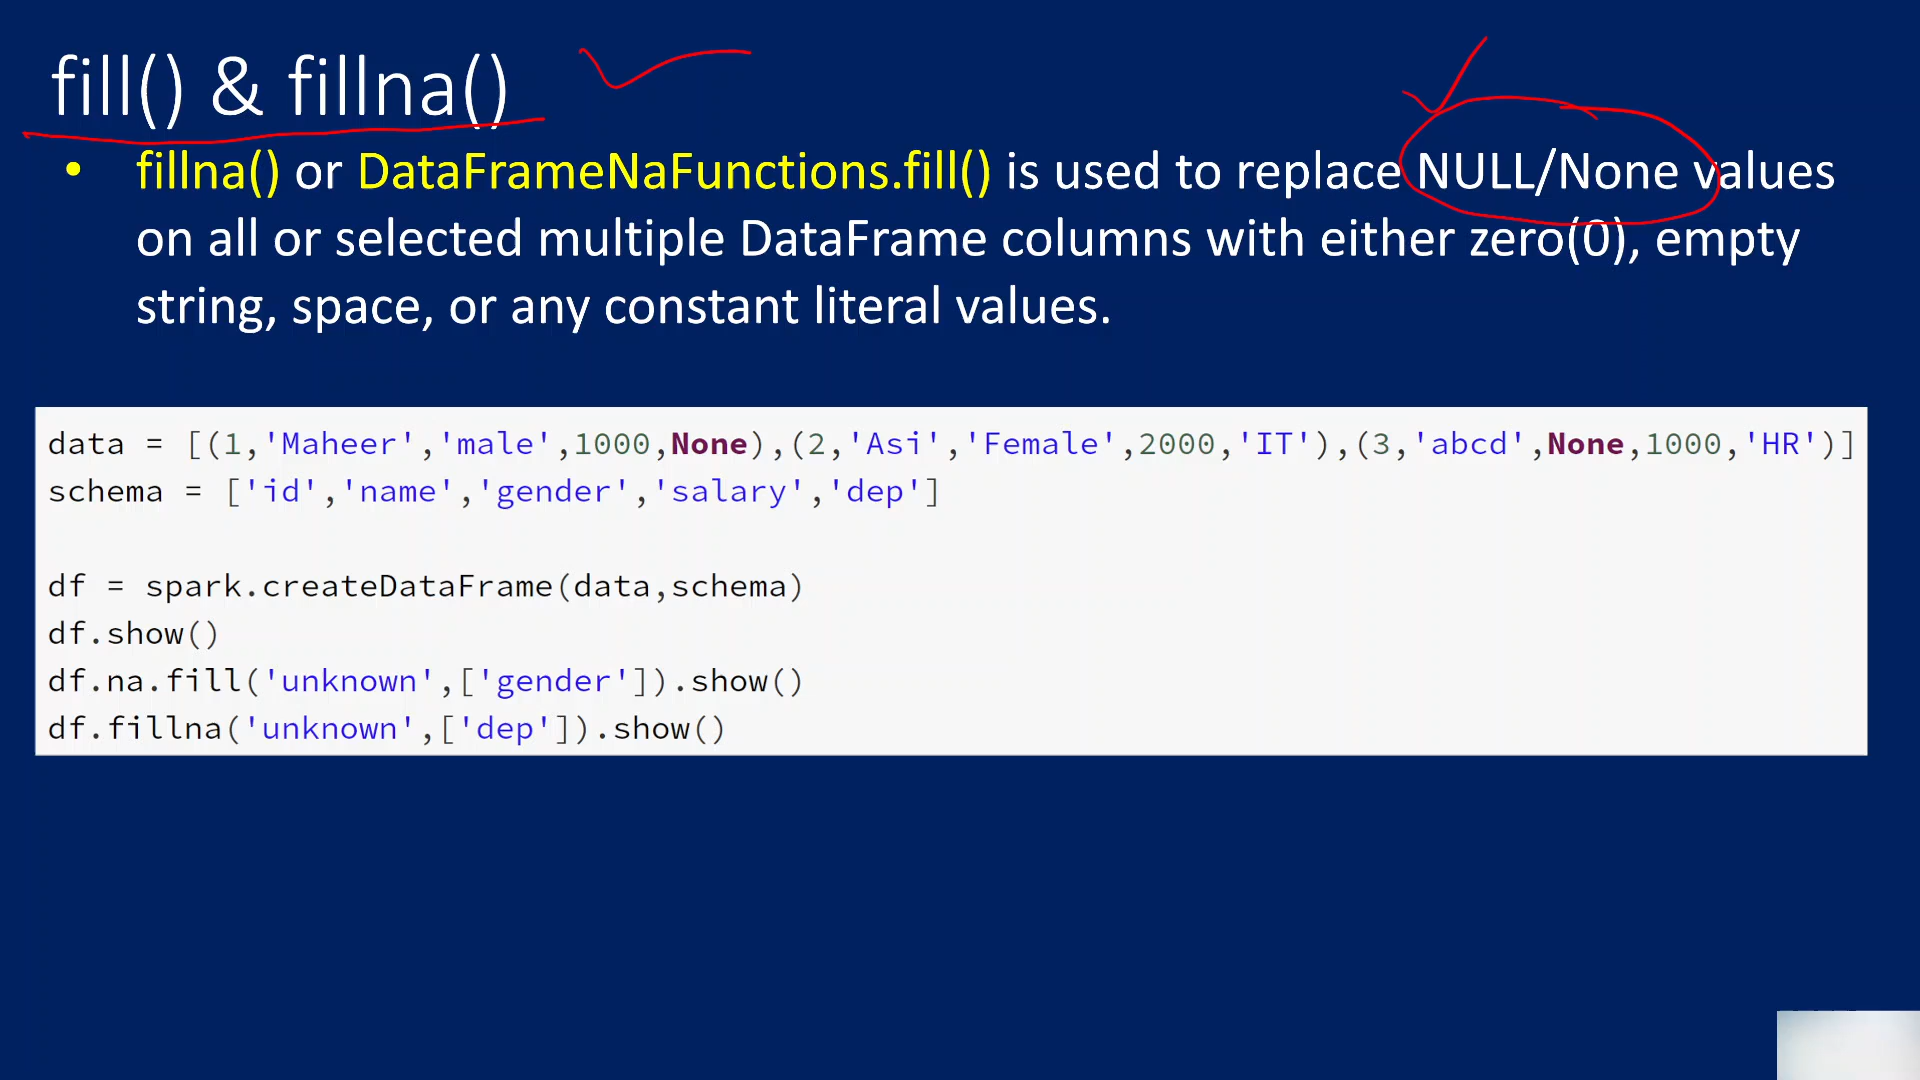 fill() & fillna()
• fillna() or DataFrameNaFunctions.fill() is used to replace NULL/None values
on all or selected multiple DataFrame columns with either zero(0), empty
string, space, or any constant literal values.
data = [(1,'Maheer','male',1000,None),(2,'Asi','Female',2000,'IT'),(3,'abcd',None,1000,'HR')]
schema = ['id','name','gender','salary','dep']
df = spark.createDataFrame(data,schema)
df.show()
df.na.fill('unknown',['gender']).show()
df.fillna('unknown',['dep']).show()